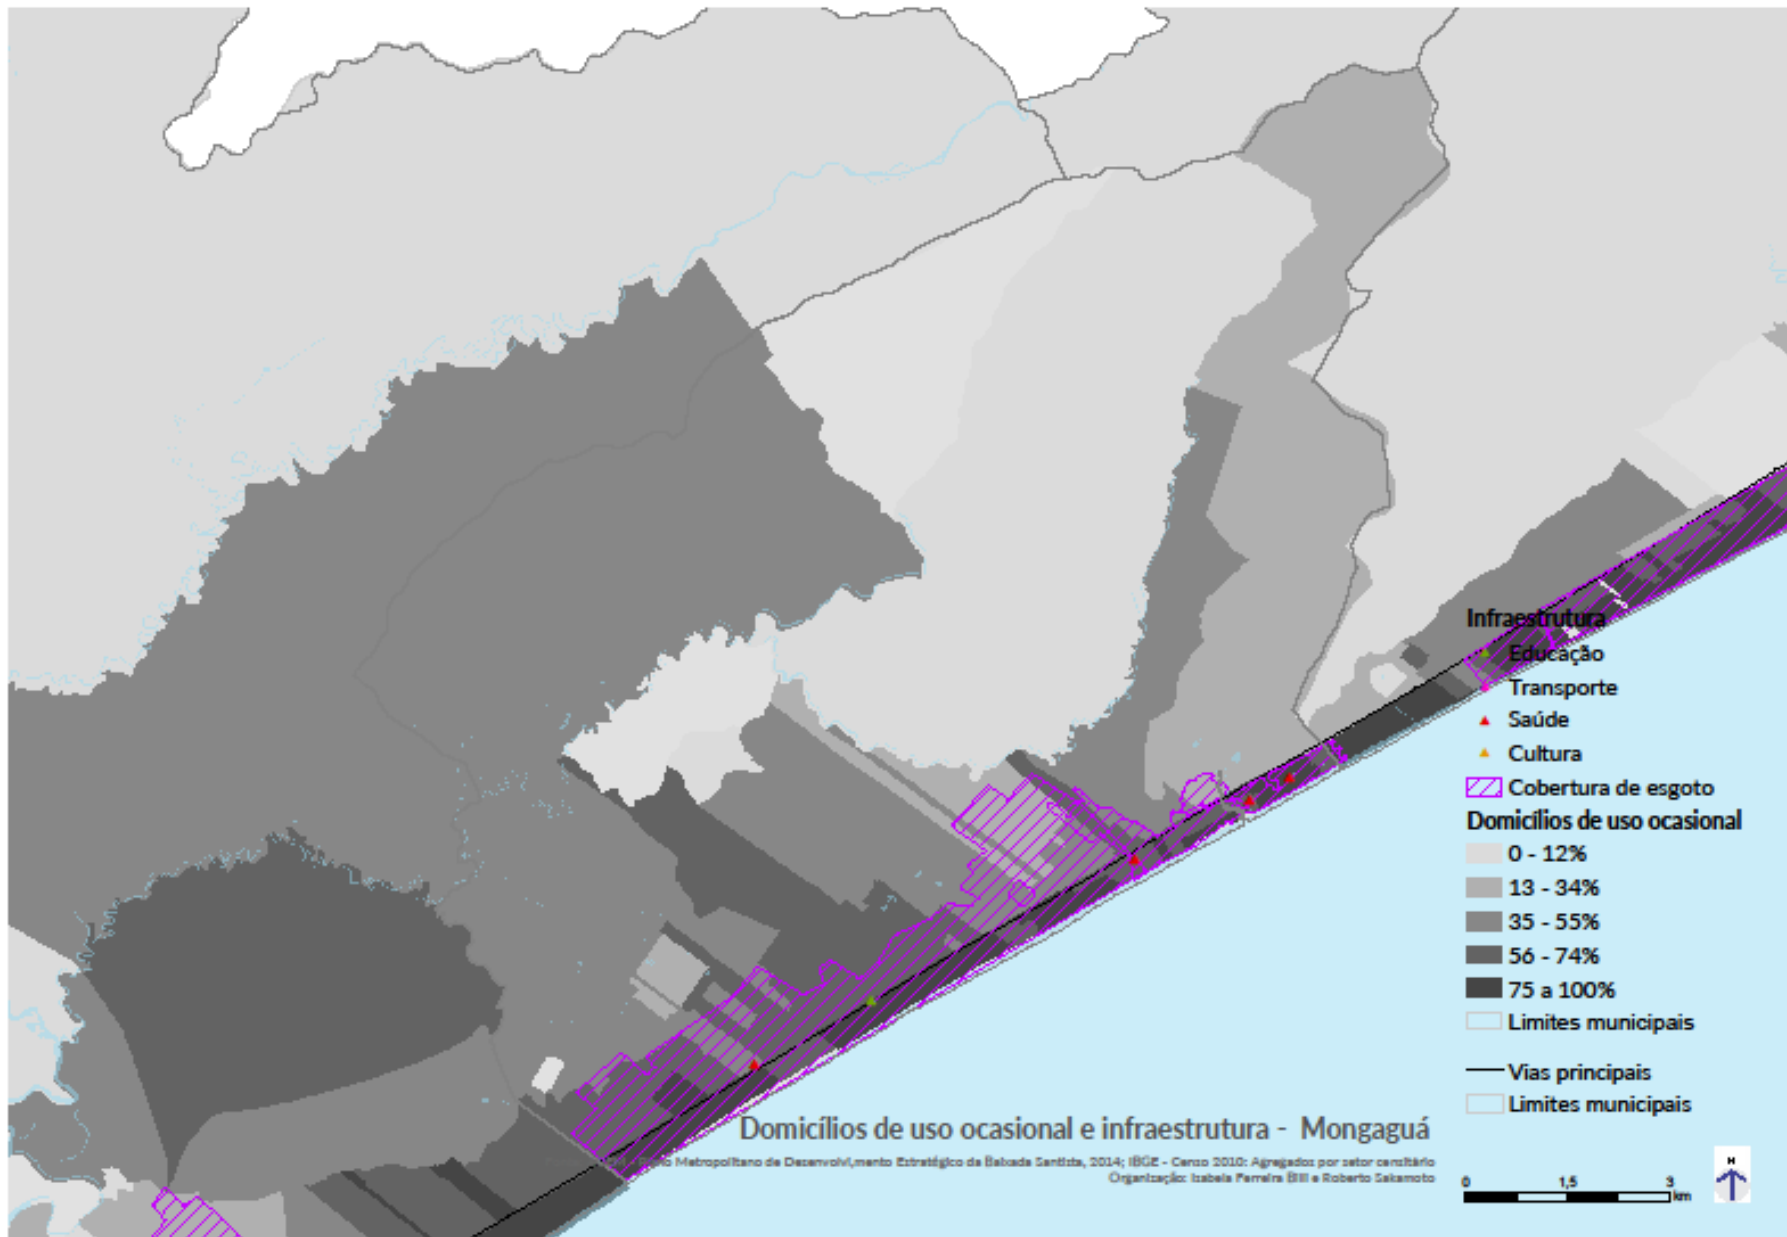 Infraestrutura
Educação
Transporte
Saúde
Cultura
Cobertura de esgoto
Domicílios de uso ocasional
0 - 12%
13 - 34%
35 - 55%
56 - 74%
75 a 100%
Limites municipais
Vias principais
Limites municipais
Domicílios de uso ocasional e infraestrutura - Mongaguá
Metropolitano de Desenvolvi,mento Estratégico da Baixada Santista, 2014; IBGE - Censo 2010: Agregados por setor censitário
Organização: Isabela Ferreira Billi e Roberto Sakamoto
0 1,5 3
km
N